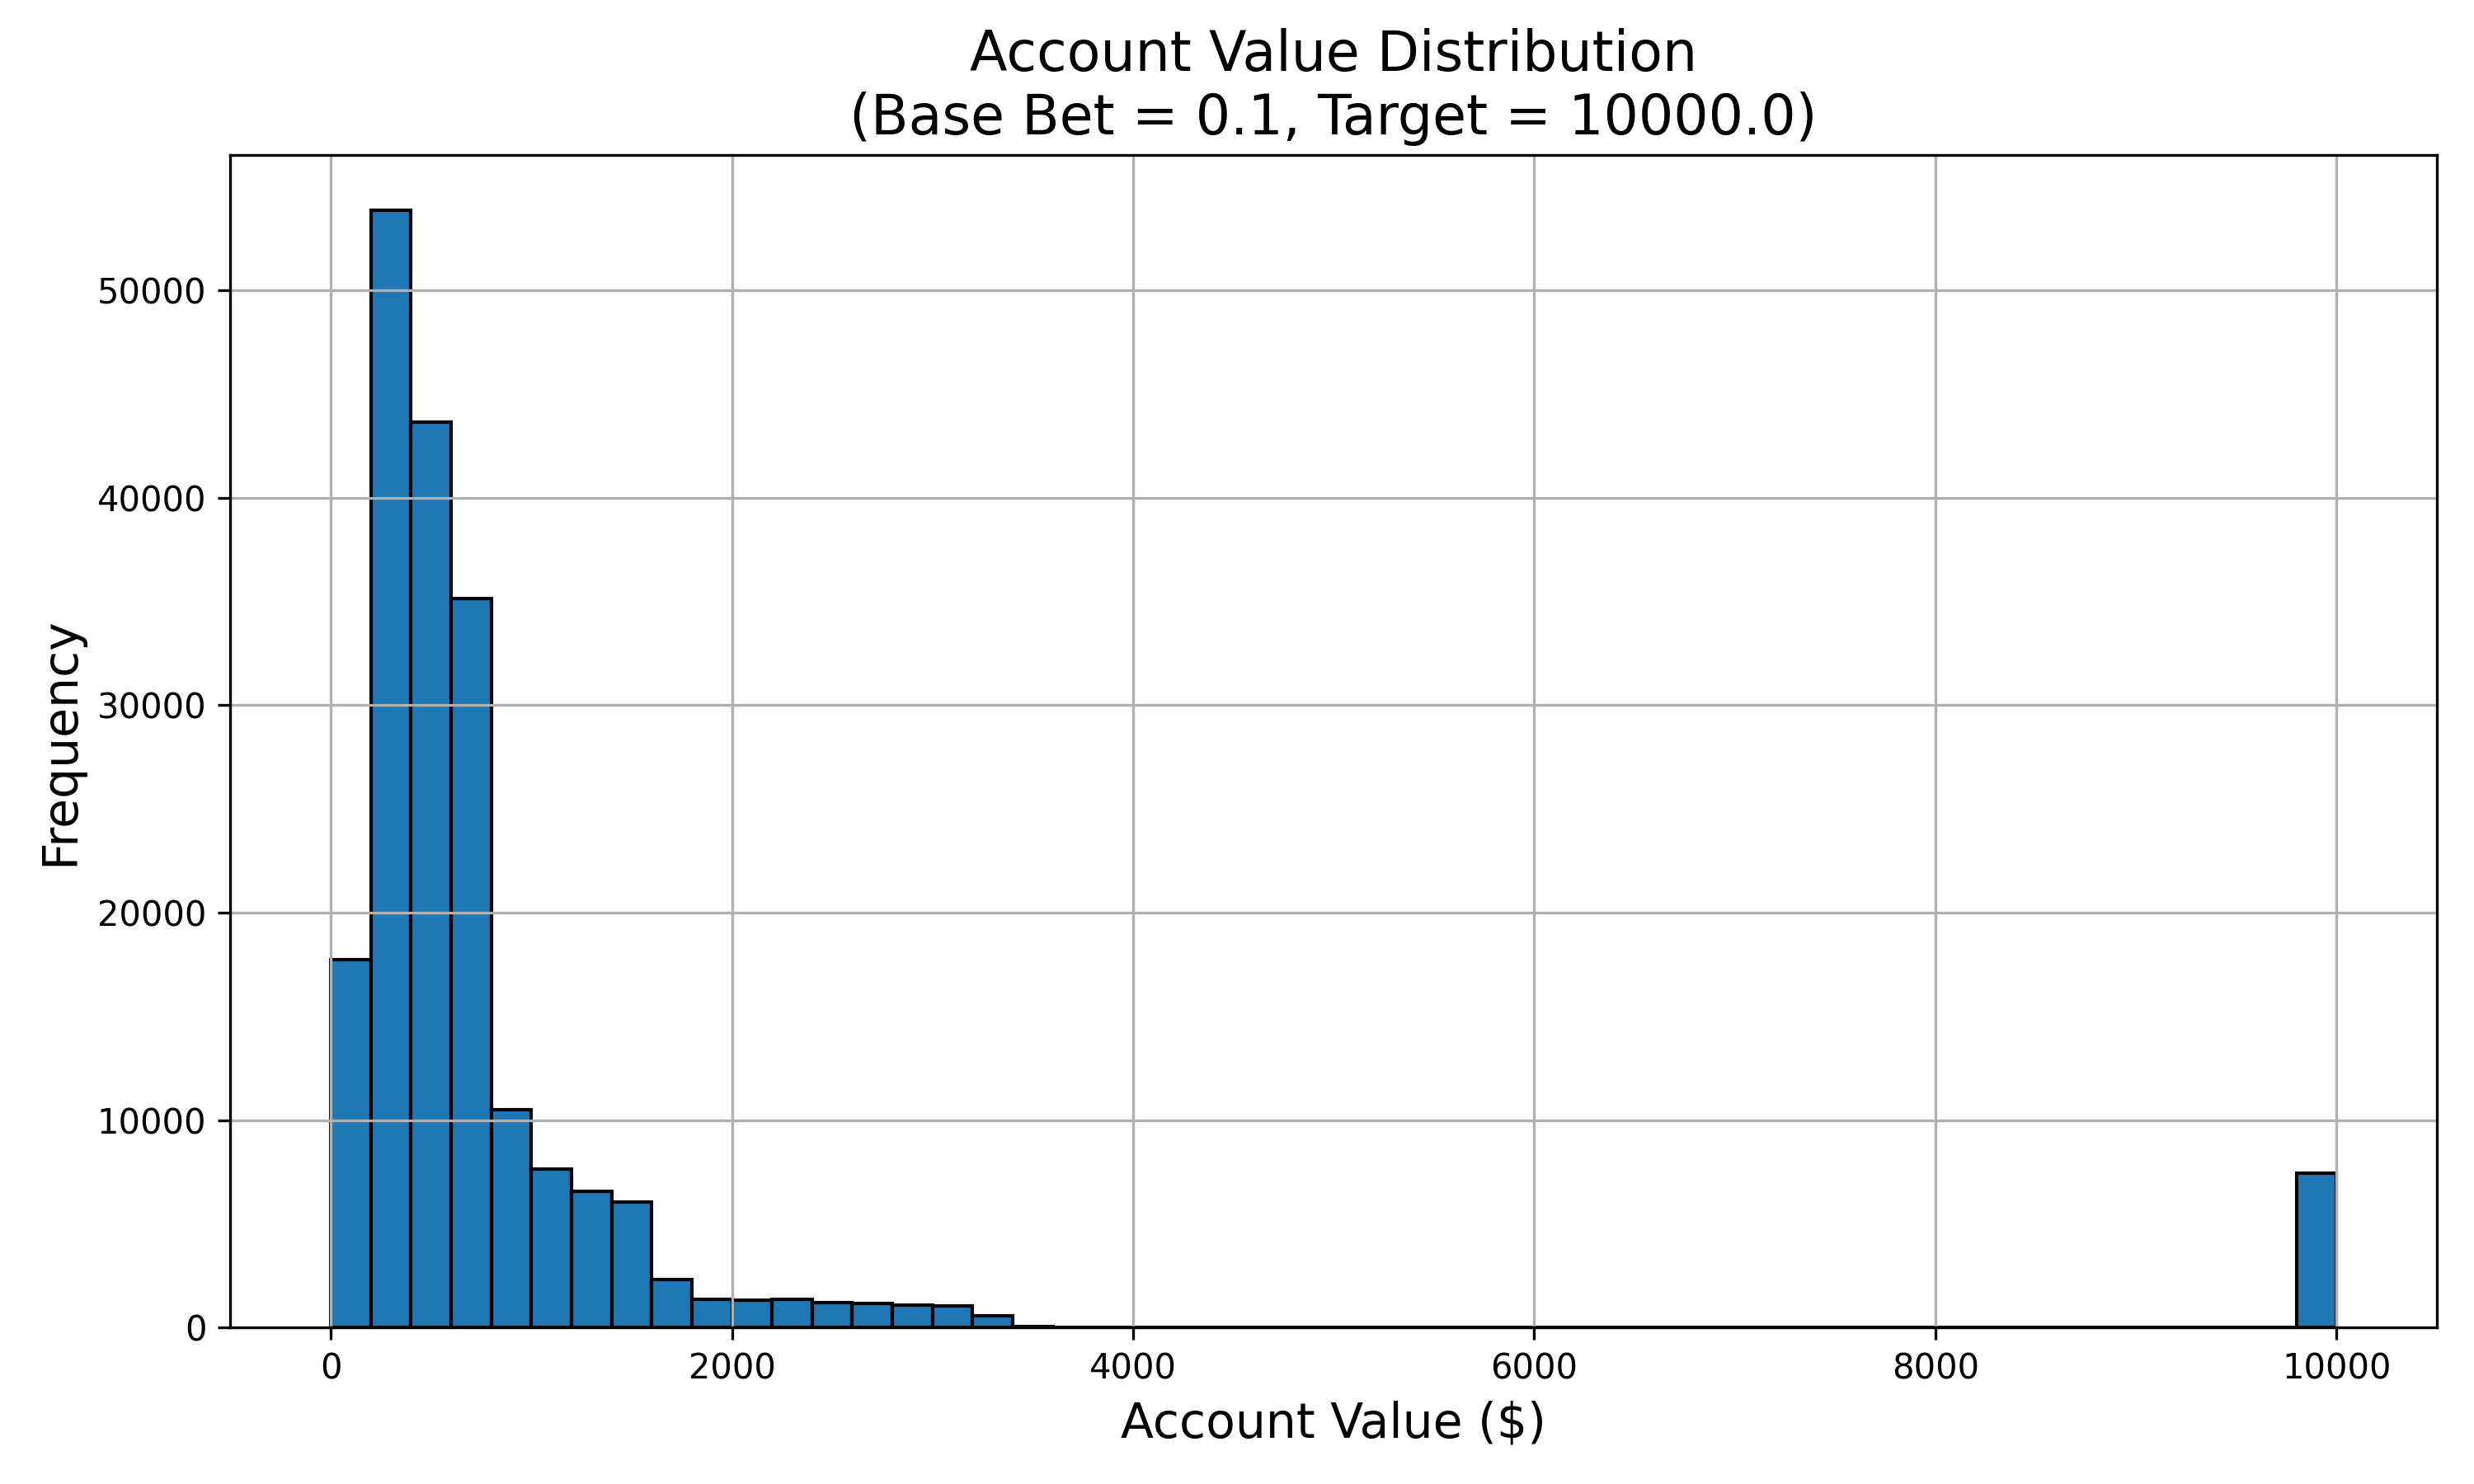 Account Value Distribution
(Base Bet = 0.1, Target = 10000.0)
Frequency
50000
40000
30000
20000
10000
0
0 2000 4000 6000 8000 10000
Account Value ($)